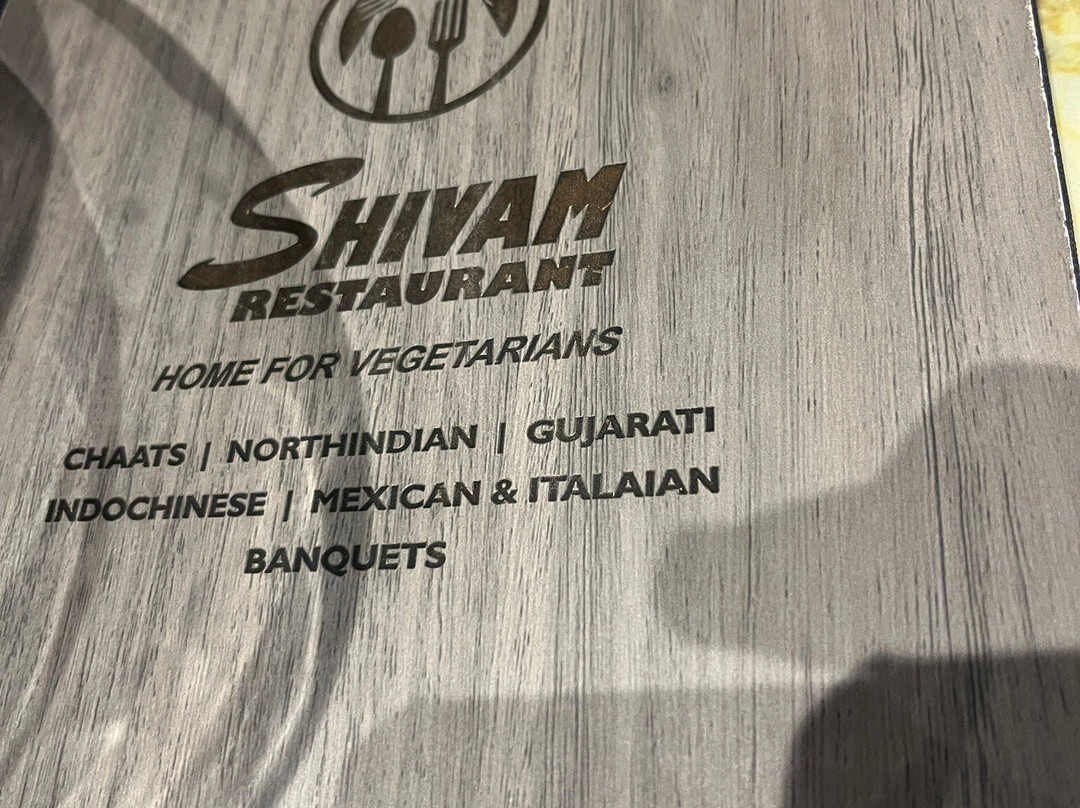 SHIVAM
RESTAURANT
HOME FOR VEGETARIANS
CHAATS | NORTHINDIAN | GUJARATI
INDOCHINESE | MEXICAN & ITALAIAN
BANQUETS